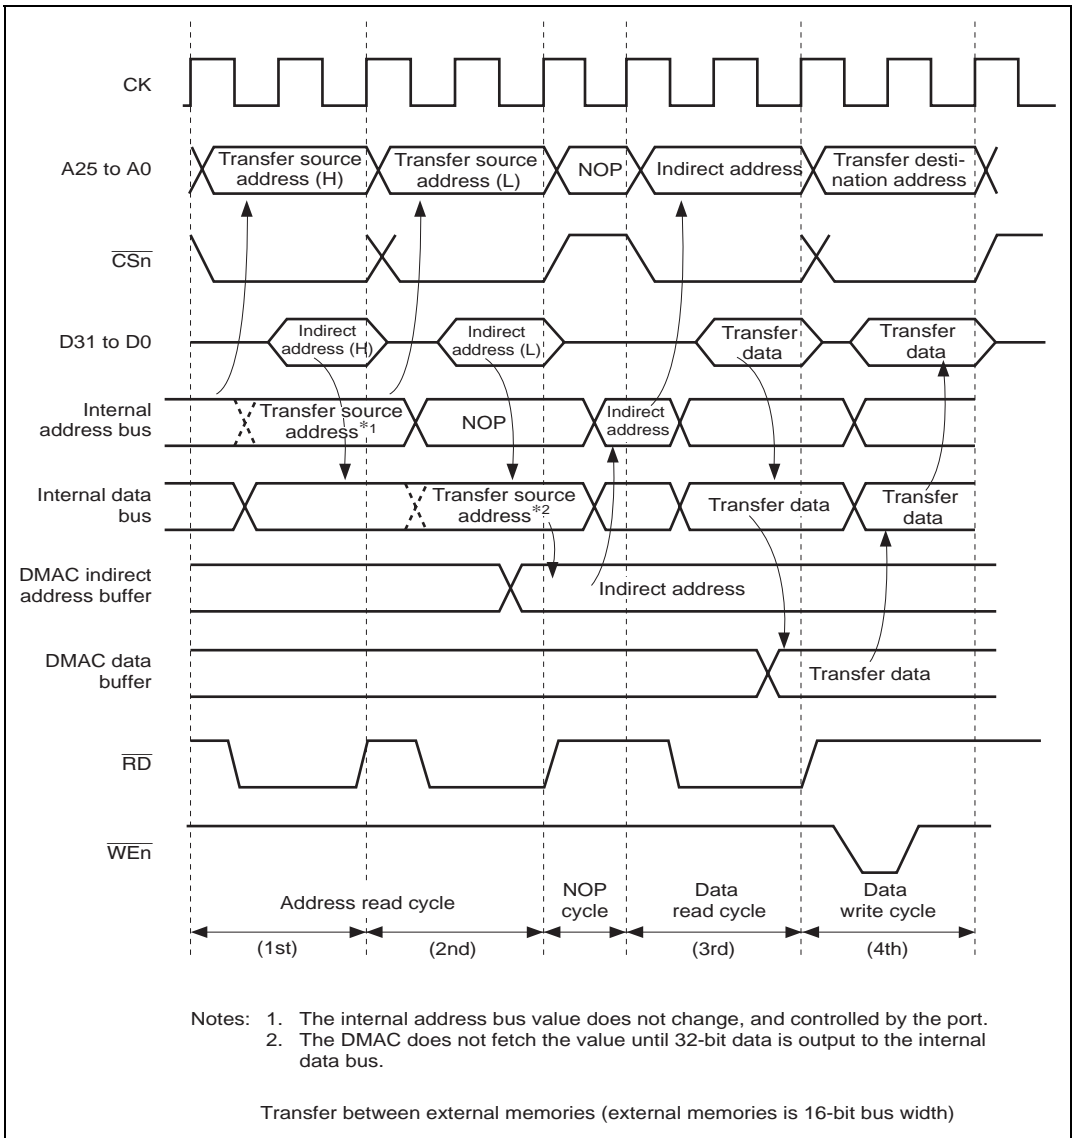 CK
A25 to A0
Transfer source
address (H)
Transfer source
address (L)
NOP
Indirect address
Transfer desti-
nation address
CSn
D31 to D0
Indirect
address (H)
Indirect
address (L)
Transfer
data
Transfer
data
Internal
address bus
Transfer source
address*1
NOP
Indirect
address
Internal data
bus
Transfer source
address*2
Transfer data
Transfer
data
DMAC indirect
address buffer
Indirect address
DMAC data
buffer
Transfer data
RD
WEn
Address read cycle
NOP
cycle
Data
read cycle
Data
write cycle
(1st)
(2nd)
(3rd)
(4th)
Notes: 1. The internal address bus value does not change, and controlled by the port.
2. The DMAC does not fetch the value until 32-bit data is output to the internal
data bus.
Transfer between external memories (external memories is 16-bit bus width)